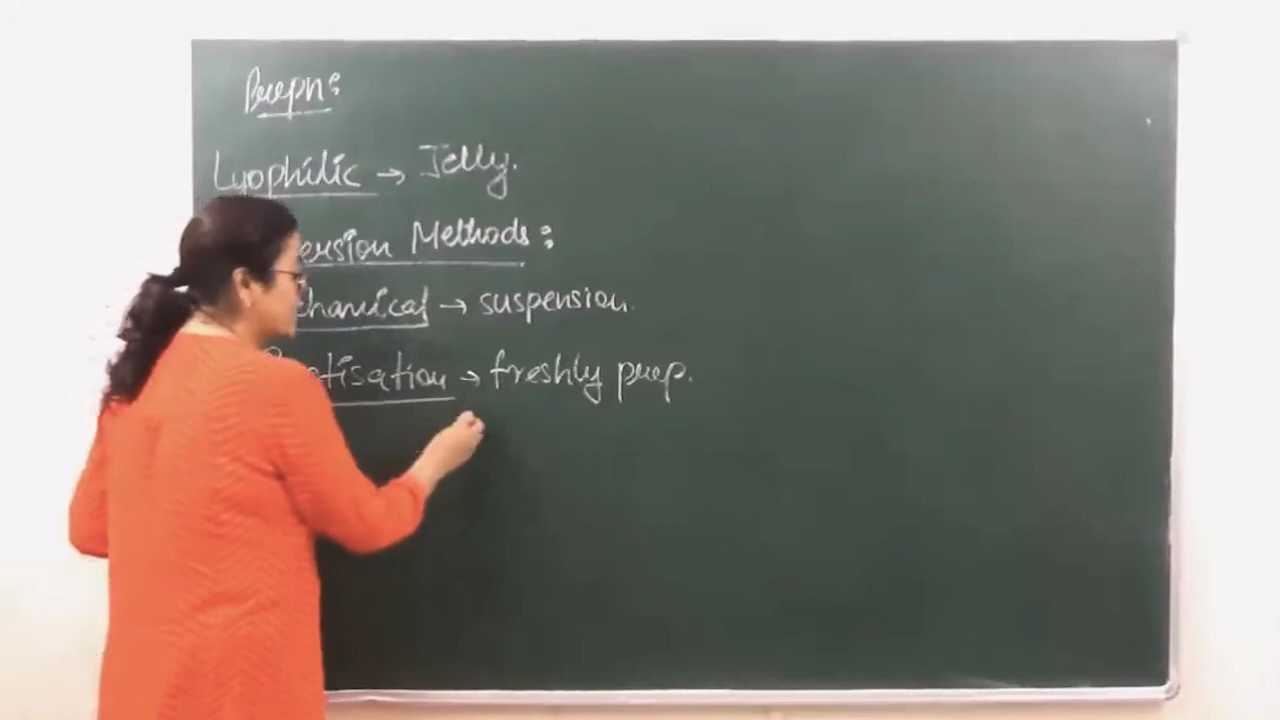 Prepn:
Lyophilic → Jelly.
ersion Methods:
chanical → suspension.
tisation → freshly prep.